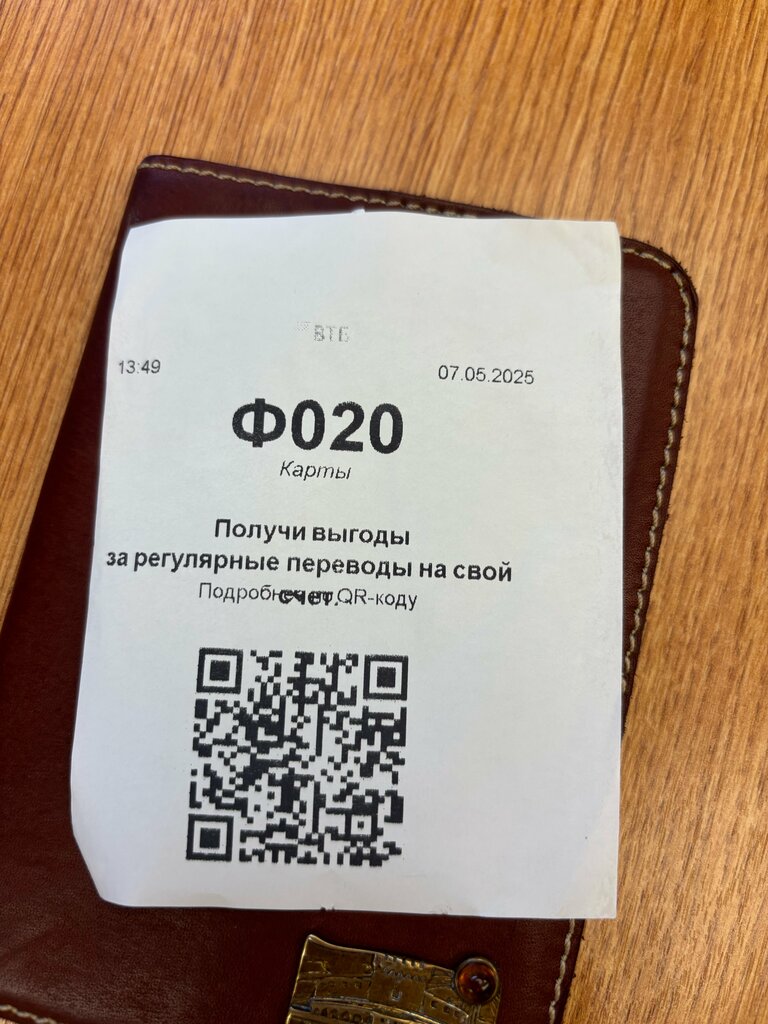 ВТБ
13:49 07.05.2025
Ф020
Карты
Получи выгоды
за регулярные переводы на свой
счет.
Подробнее по QR-коду